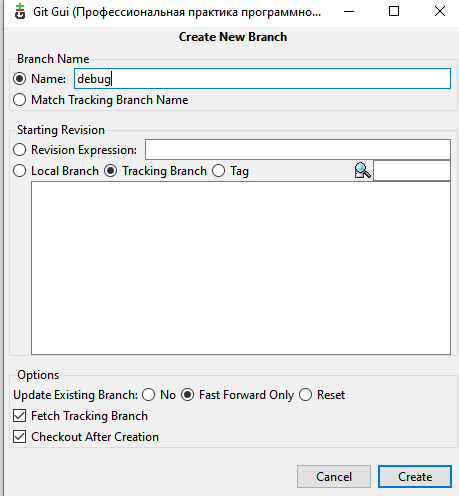 Git Gui (Профессиональная практика программно...
Create New Branch
Branch Name
Name: debug
Match Tracking Branch Name
Starting Revision
Revision Expression:
Local Branch Tracking Branch Tag
Options
Update Existing Branch: No Fast Forward Only Reset
Fetch Tracking Branch
Checkout After Creation
Cancel Create